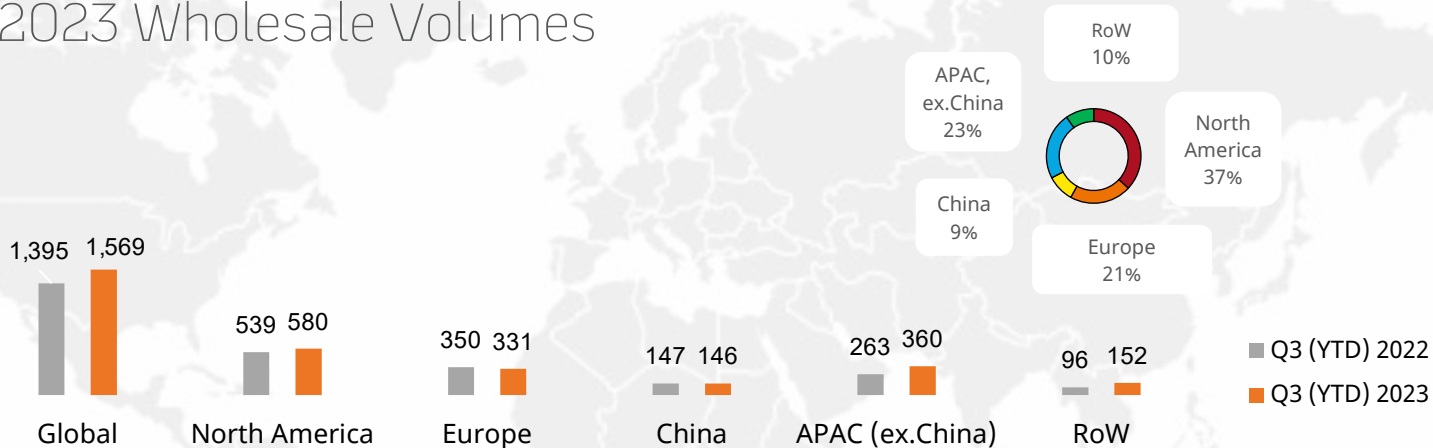 2023 Wholesale Volumes
RoW
10%
APAC,
ex.China
23%
North
America
37%
China
9%
Europe
21%
1,395 1,569
539 580
350 331
147 146
263 360
96 152
Q3 (YTD) 2022
Q3 (YTD) 2023
Global
North America
Europe
China
APAC (ex.China)
RoW